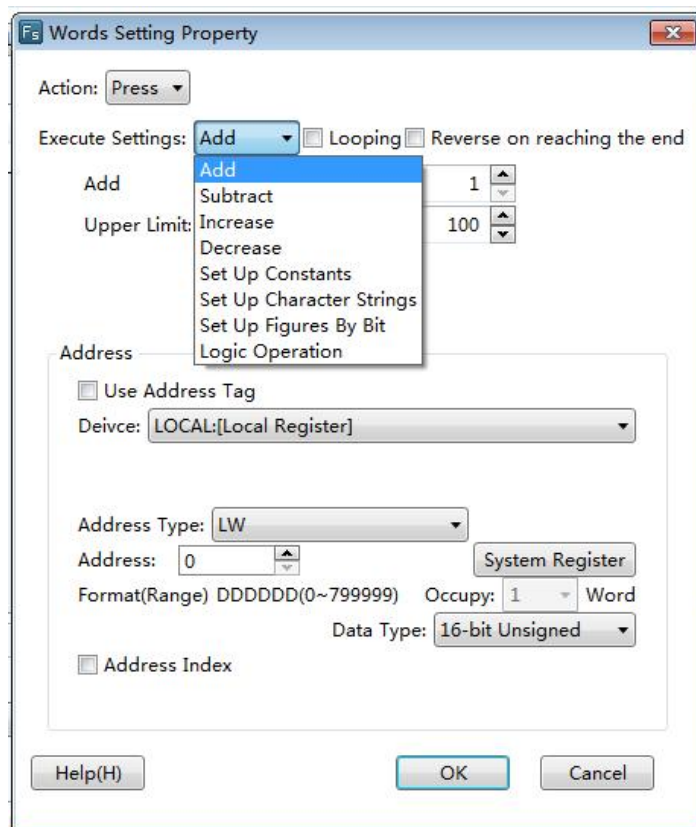 Fs Words Setting Property
Action: Press
Execute Settings: Add Looping Reverse on reaching the end
Add
Subtract
Increase
Decrease
Set Up Constants
Set Up Character Strings
Set Up Figures By Bit
Logic Operation
Add 1
Upper Limit: 100
Address
Use Address Tag
Deivce: LOCAL:[Local Register]
Address Type: LW
Address: 0 System Register
Format(Range) DDDDDD(0~799999) Occupy: 1 Word
Data Type: 16-bit Unsigned
Address Index
Help(H) OK Cancel